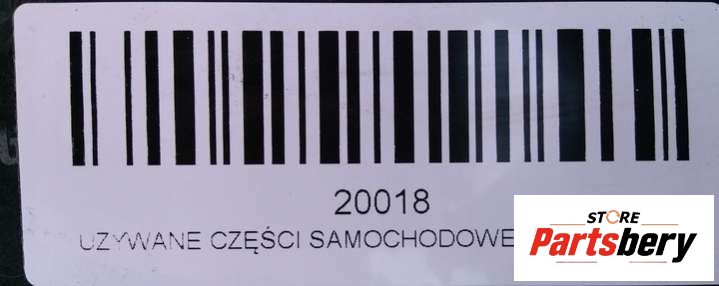 20018
UZYWANE CZĘŚCI SAMOCHODOWE
STORE
Partsbery